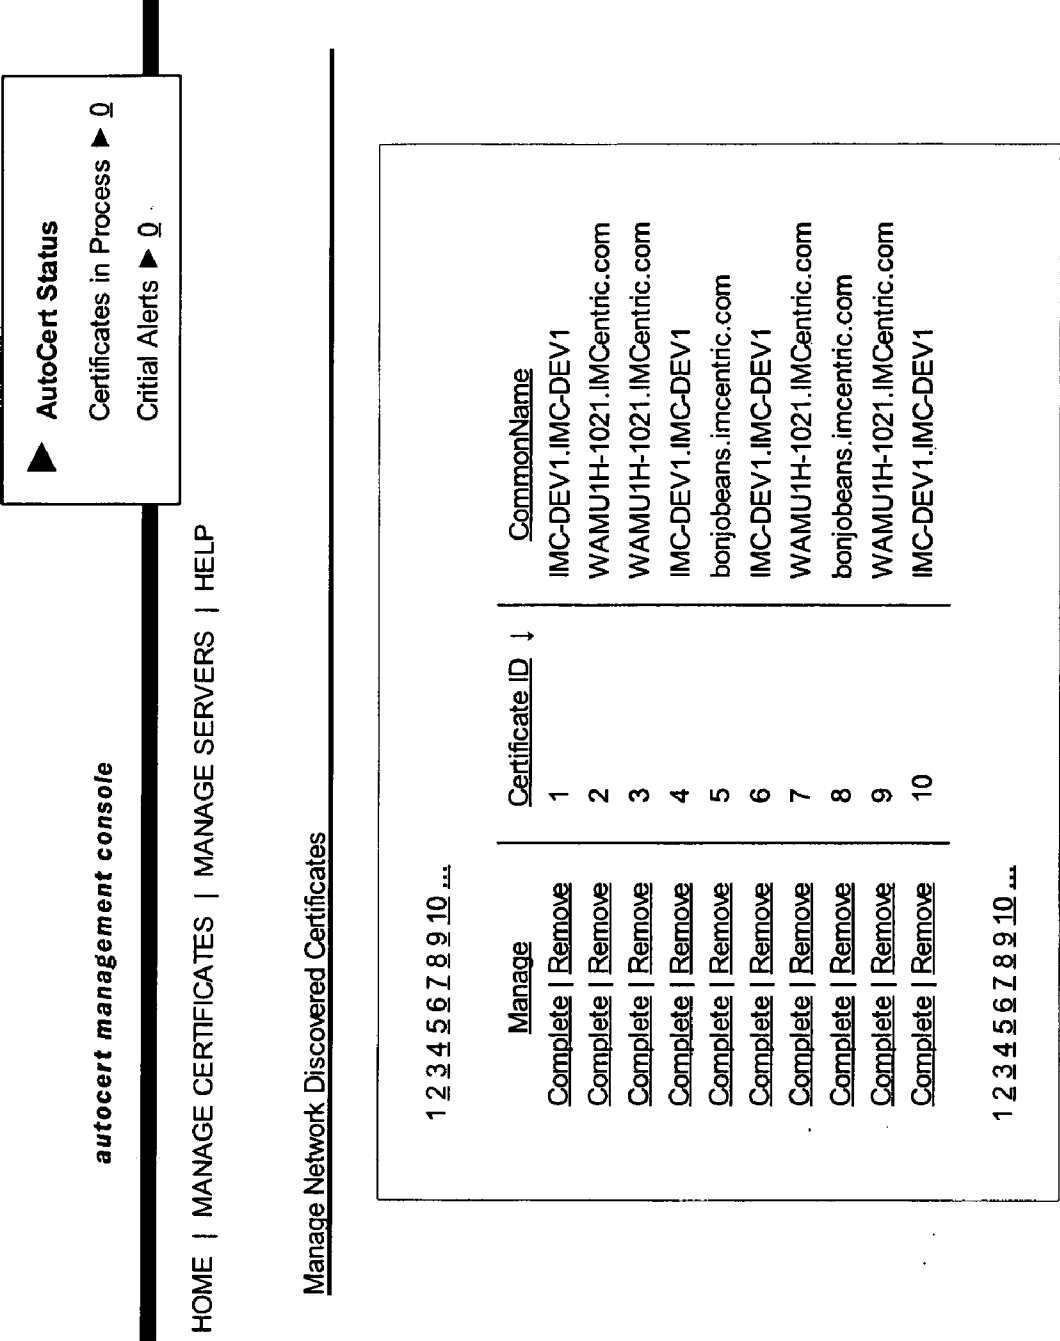 autocert management console
▶ AutoCert Status
Certificates in Process ▶ 0
Critial Alerts ▶ 0
HOME | MANAGE CERTIFICATES | MANAGE SERVERS | HELP
Manage Network Discovered Certificates
1 2 3 4 5 6 7 8 9 10 ...
Manage Certificate ID ↓ CommonName
Complete | Remove 1 IMC-DEV1.IMC-DEV1
Complete | Remove 2 WAMU1H-1021.IMCentric.com
Complete | Remove 3 WAMU1H-1021.IMCentric.com
Complete | Remove 4 IMC-DEV1.IMC-DEV1
Complete | Remove 5 bonjobeans.imcentric.com
Complete | Remove 6 IMC-DEV1.IMC-DEV1
Complete | Remove 7 WAMU1H-1021.IMCentric.com
Complete | Remove 8 bonjobeans.imcentric.com
Complete | Remove 9 WAMU1H-1021.IMCentric.com
Complete | Remove 10 IMC-DEV1.IMC-DEV1
1 2 3 4 5 6 7 8 9 10 ...